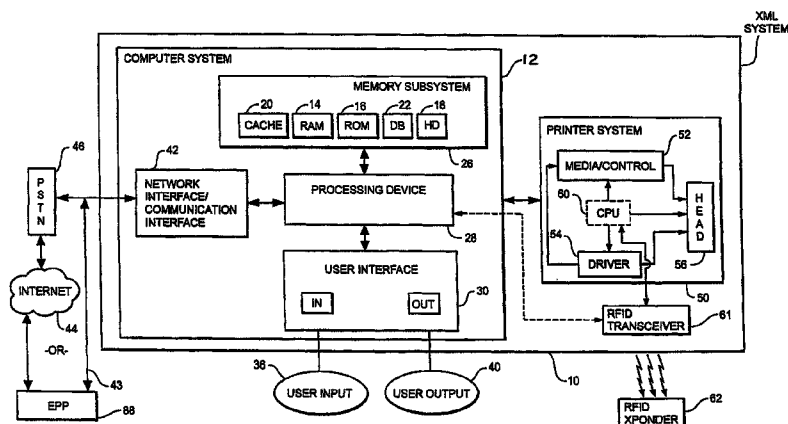 XML
SYSTEM
COMPUTER SYSTEM
12
MEMORY SUBSYSTEM
20
14
16
22
18
CACHE
RAM
ROM
DB
HD
26
PRINTER SYSTEM
52
MEDIA/CONTROL
60
CPU
HEAD
54
DRIVER
56
50
46
PSTN
42
NETWORK
INTERFACE/
COMMUNICATION
INTERFACE
PROCESSING DEVICE
28
USER INTERFACE
IN
OUT
30
INTERNET
44
-OR-
43
RFID
TRANSCEIVER
61
10
36
USER INPUT
40
USER OUTPUT
EPP
88
RFID
XPONDER
62